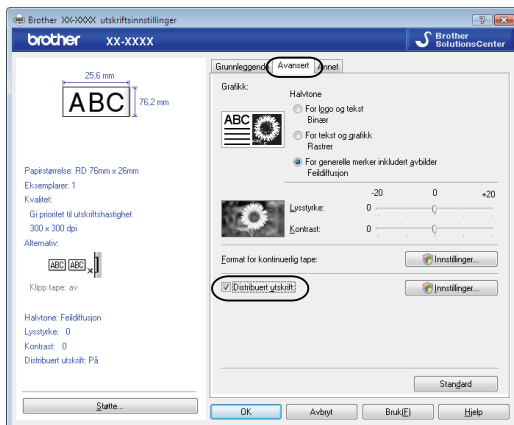 Brother XX-XXXX utskriftsinnstillinger
brother XX-XXXX
Brother
SolutionsCenter
25,6 mm
ABC
76,2 mm
Papirstørrelse: RD 76mm x 26mm
Eksemplarer: 1
Kvalitet:
Gi prioritet til utskriftshastighet
300 x 300 dpi
Alternativ:
ABC ABC
Klipp tape: av
Halvtone: Feildiffusjon
Lysstyrke: 0
Kontrast: 0
Distribuert utskrift: På
Støtte...
Grunnleggende Avansert Annet
Grafikk:
ABC
Halvtone
For logo og tekst
Binær
For tekst og grafikk
Rastrer
For generelle merker inkludert avbilder
Feildiffusjon
-20 0 +20
Lysstyrke: 0
Kontrast: 0
Format for kontinuerlig tape: Innstillinger...
Distribuert utskrift: Innstillinger...
Standard
OK Avbryt Bruk(F) Hjelp